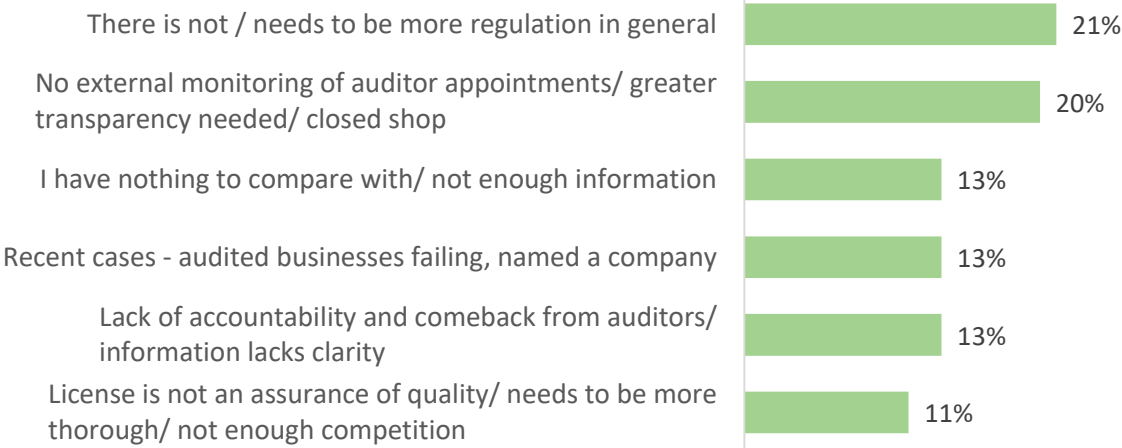 There is not / needs to be more regulation in general
21%
No external monitoring of auditor appointments/ greater
transparency needed/ closed shop
20%
I have nothing to compare with/ not enough information
13%
Recent cases - audited businesses failing, named a company
13%
Lack of accountability and comeback from auditors/
information lacks clarity
13%
License is not an assurance of quality/ needs to be more
thorough/ not enough competition
11%